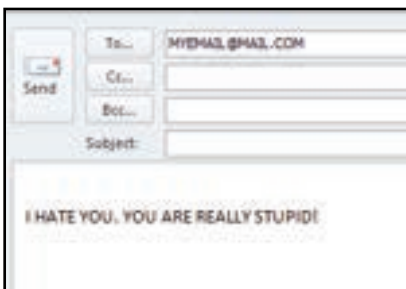 To...
MYEMAIL@MAIL.COM
Send
Cc...
Bcc...
Subject:
I HATE YOU. YOU ARE REALLY STUPID!